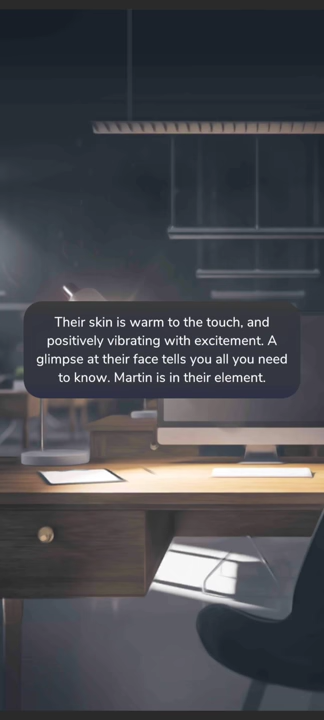 Their skin is warm to the touch, and
positively vibrating with excitement. A
glimpse at their face tells you all you need
to know. Martin is in their element.